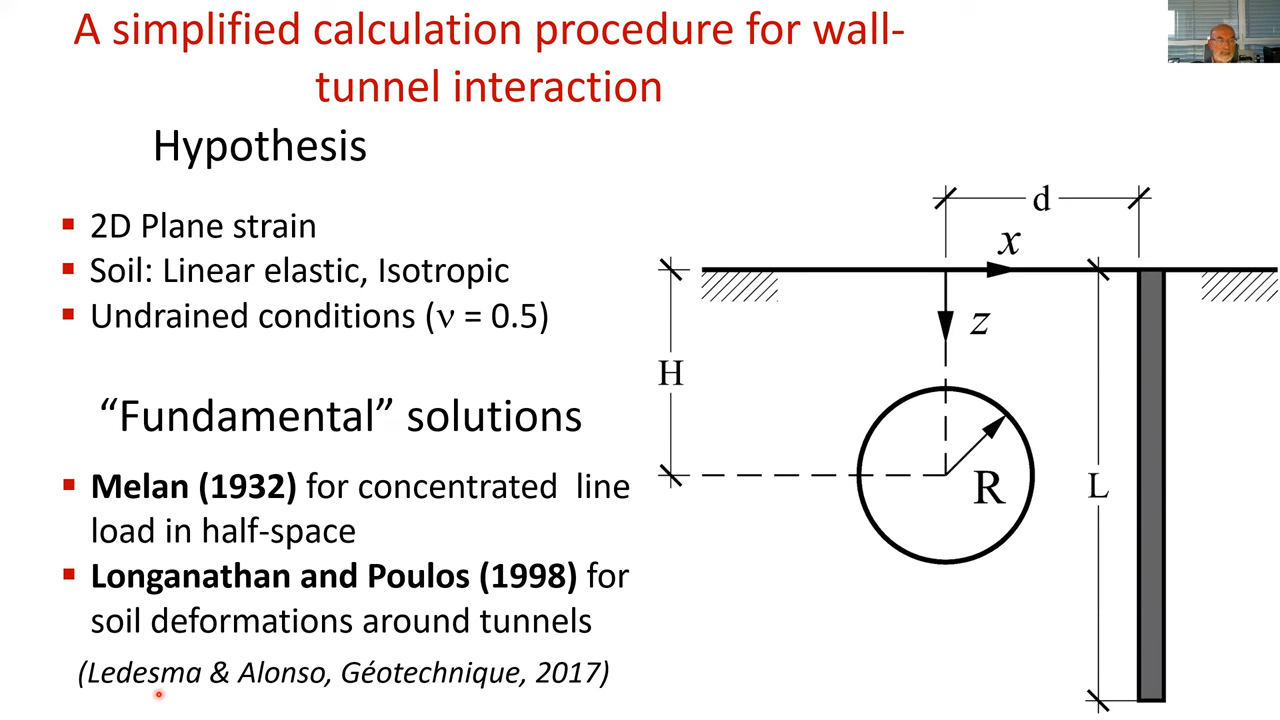 A simplified calculation procedure for wall-
tunnel interaction
Hypothesis
▪ 2D Plane strain
▪ Soil: Linear elastic, Isotropic
▪ Undrained conditions (ν = 0.5)
“Fundamental” solutions
▪ Melan (1932) for concentrated line
load in half-space
▪ Longanathan and Poulos (1998) for
soil deformations around tunnels
(Ledesma & Alonso, Géotechnique, 2017)
d
x
z
H
R
L